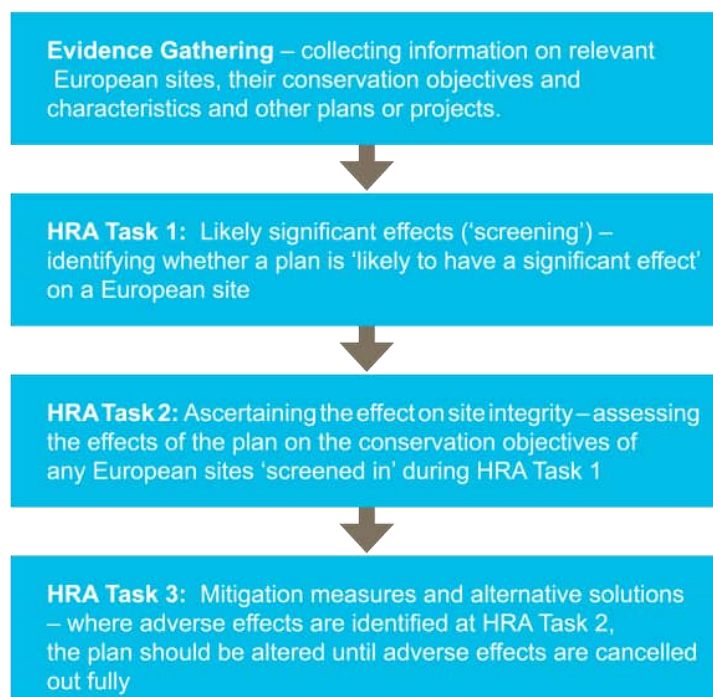 Evidence Gathering – collecting information on relevant
European sites, their conservation objectives and
characteristics and other plans or projects.
HRA Task 1: Likely significant effects (‘screening’) –
identifying whether a plan is ‘likely to have a significant effect’
on a European site
HRA Task 2: Ascertaining the effect on site integrity – assessing
the effects of the plan on the conservation objectives of
any European sites ‘screened in’ during HRA Task 1
HRA Task 3: Mitigation measures and alternative solutions
– where adverse effects are identified at HRA Task 2,
the plan should be altered until adverse effects are cancelled
out fully